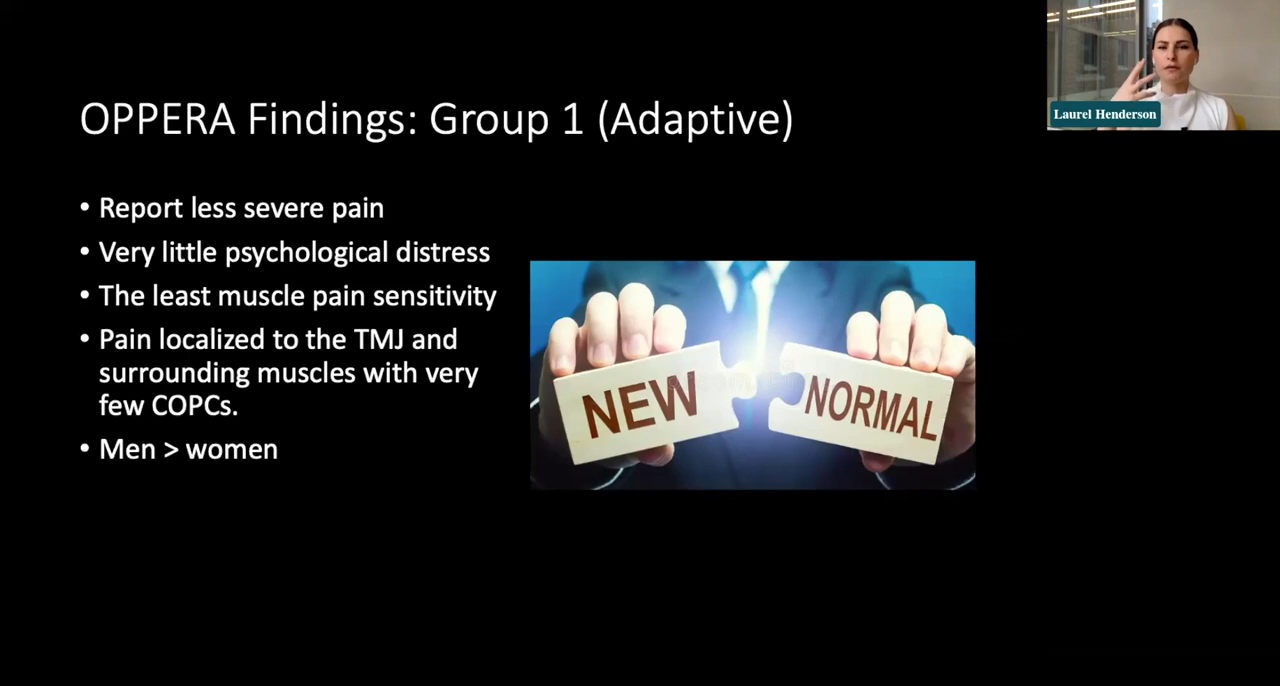 OPPERA Findings: Group 1 (Adaptive)
Laurel Henderson
• Report less severe pain
• Very little psychological distress
• The least muscle pain sensitivity
• Pain localized to the TMJ and
surrounding muscles with very
few COPCs.
• Men > women
NEW
NORMAL